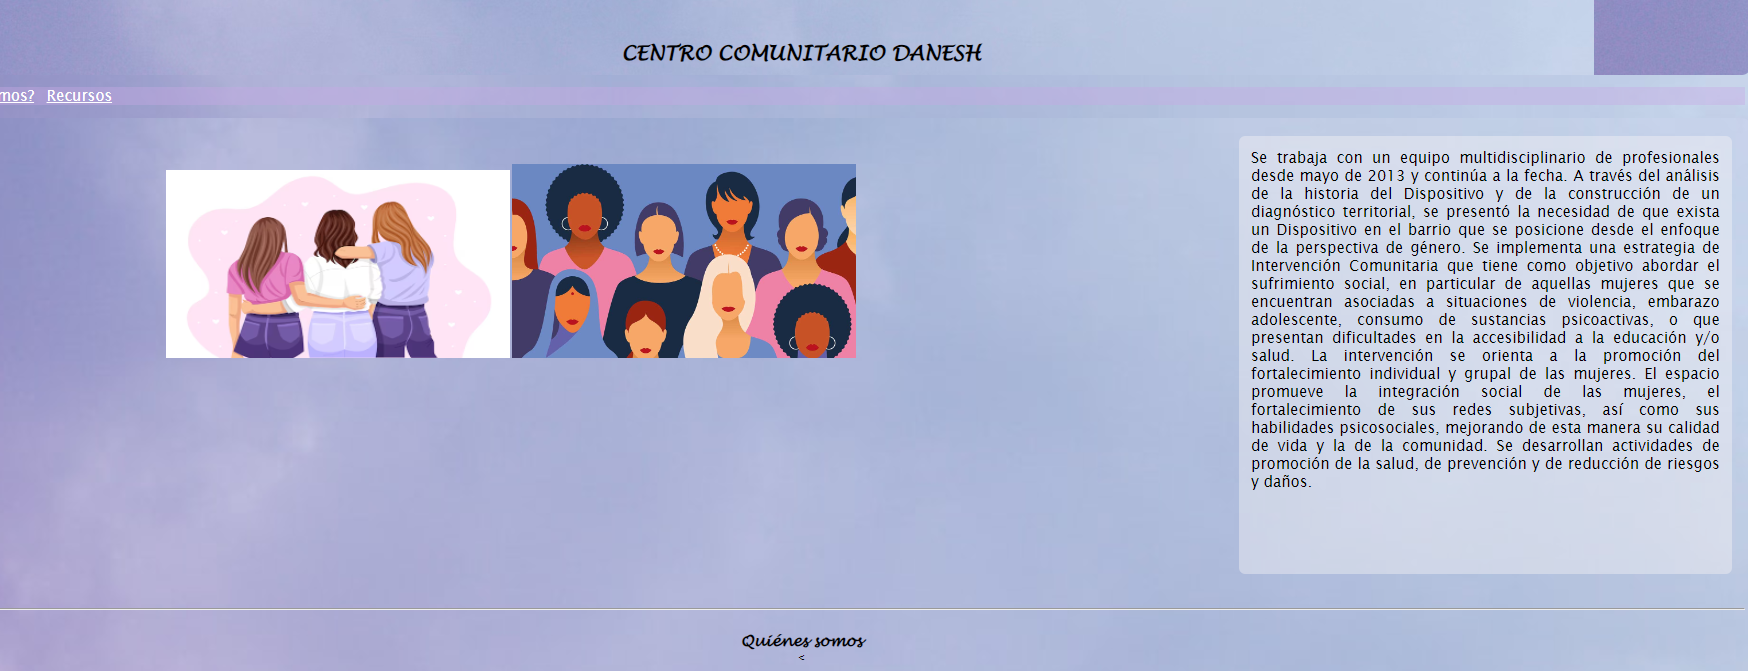 CENTRO COMUNITARIO DANESH
mos? Recursos
Se trabaja con un equipo multidisciplinario de profesionales
desde mayo de 2013 y continúa a la fecha. A través del análisis
de la historia del Dispositivo y de la construcción de un
diagnóstico territorial, se presentó la necesidad de que exista
un Dispositivo en el barrio que se posicione desde el enfoque
de la perspectiva de género. Se implementa una estrategia de
Intervención Comunitaria que tiene como objetivo abordar el
sufrimiento social, en particular de aquellas mujeres que se
encuentran asociadas a situaciones de violencia, embarazo
adolescente, consumo de sustancias psicoactivas, o que
presentan dificultades en la accesibilidad a la educación y/o
salud. La intervención se orienta a la promoción del
fortalecimiento individual y grupal de las mujeres. El espacio
promueve la integración social de las mujeres, el
fortalecimiento de sus redes subjetivas, así como sus
habilidades psicosociales, mejorando de esta manera su calidad
de vida y la de la comunidad. Se desarrollan actividades de
promoción de la salud, de prevención y de reducción de riesgos
y daños.
Quiénes somos
<